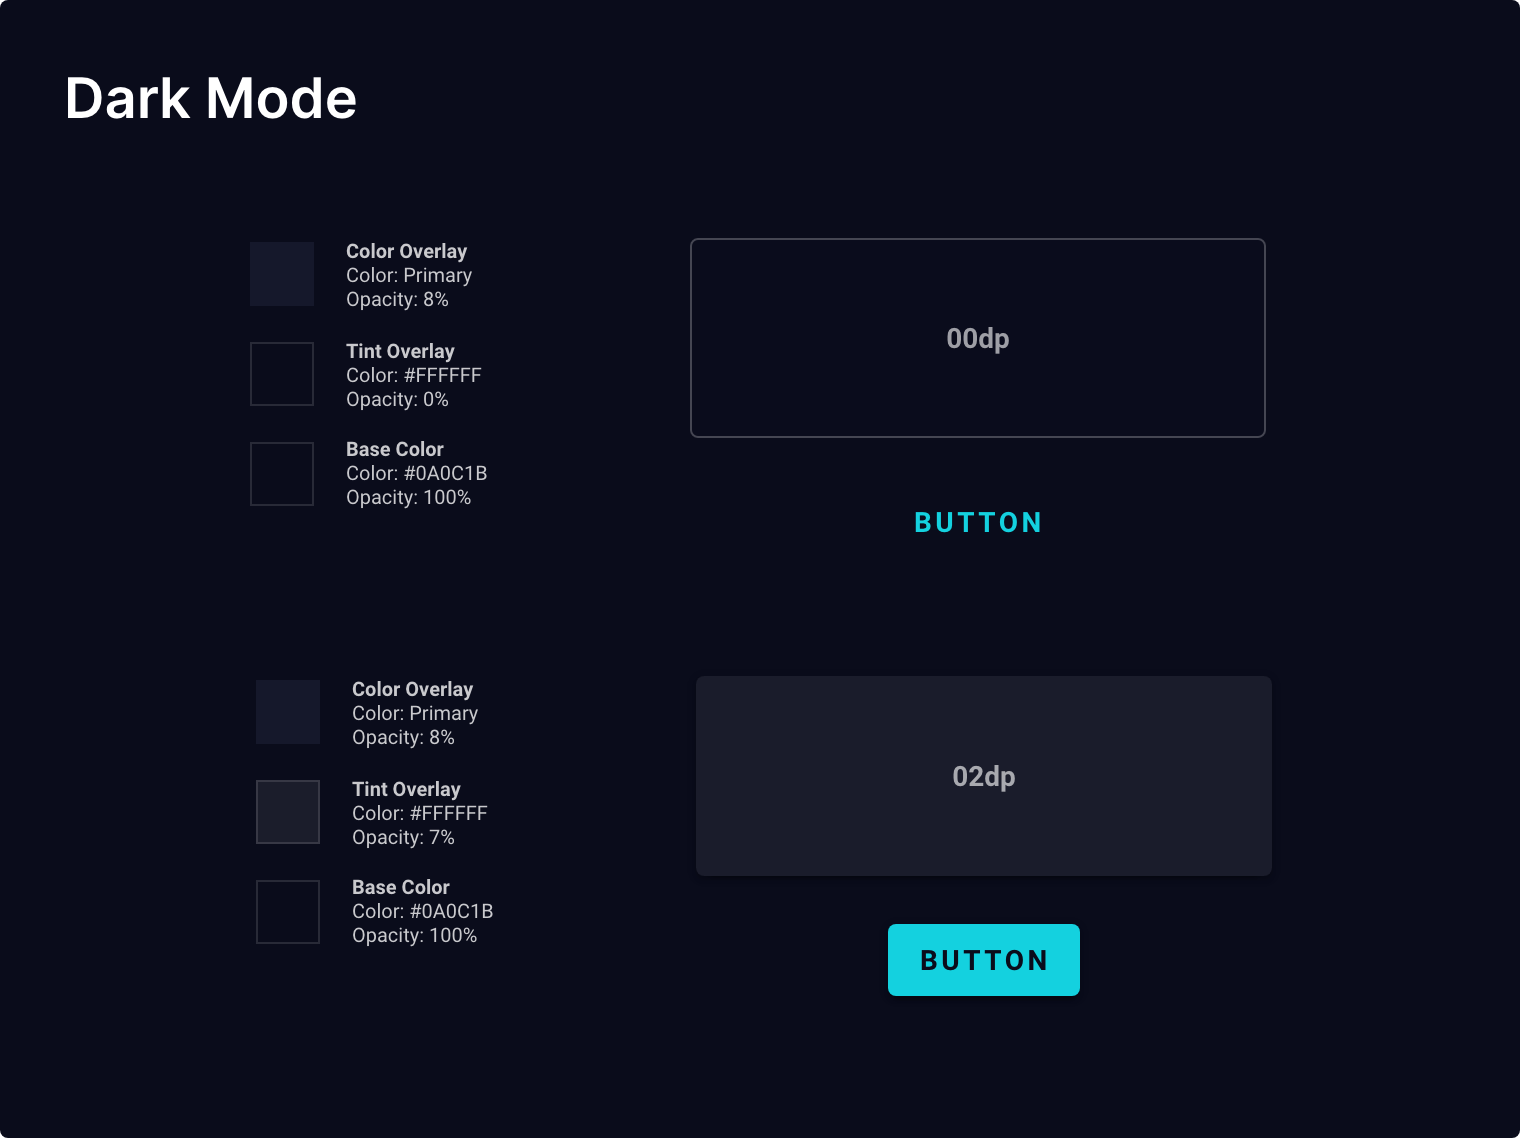 Dark Mode
Color Overlay
Color: Primary
Opacity: 8%
Tint Overlay
Color: #FFFFFF
Opacity: 0%
Base Color
Color: #0A0C1B
Opacity: 100%
00dp
BUTTON
Color Overlay
Color: Primary
Opacity: 8%
Tint Overlay
Color: #FFFFFF
Opacity: 7%
Base Color
Color: #0A0C1B
Opacity: 100%
02dp
BUTTON